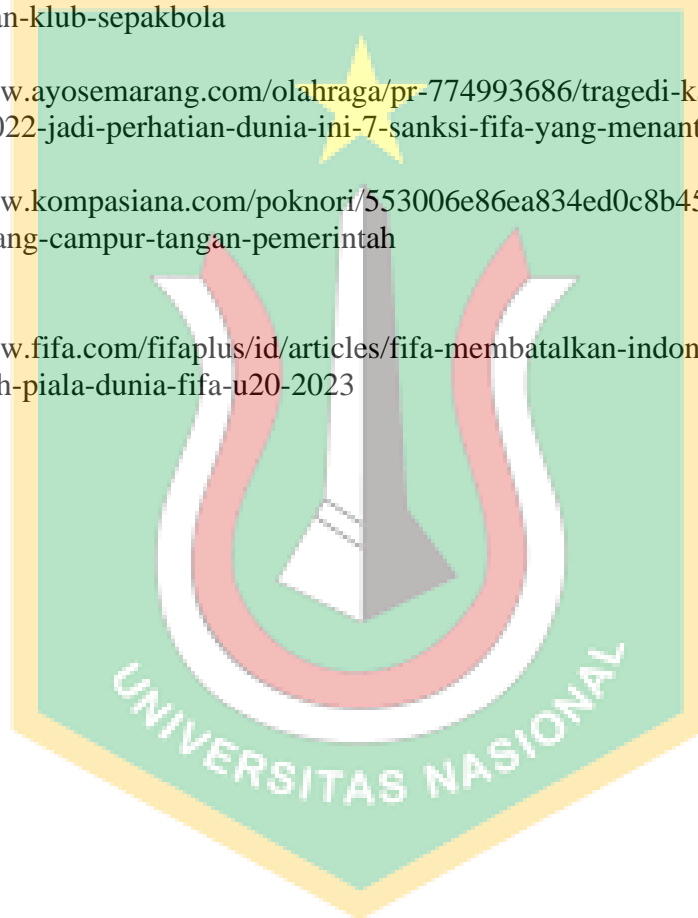 an-klub-sepakbola
w.ayosemarang.com/olahraga/pr-774993686/tragedi-k
022-jadi-perhatian-dunia-ini-7-sanksi-fifa-yang-menant
w.kompasiana.com/poknori/553006e86ea834ed0c8b45
ang-campur-tangan-pemerintah
w.fifa.com/fifaplus/id/articles/fifa-membatalkan-indon
h-piala-dunia-fifa-u20-2023
UNIVERSITAS NASIONAL